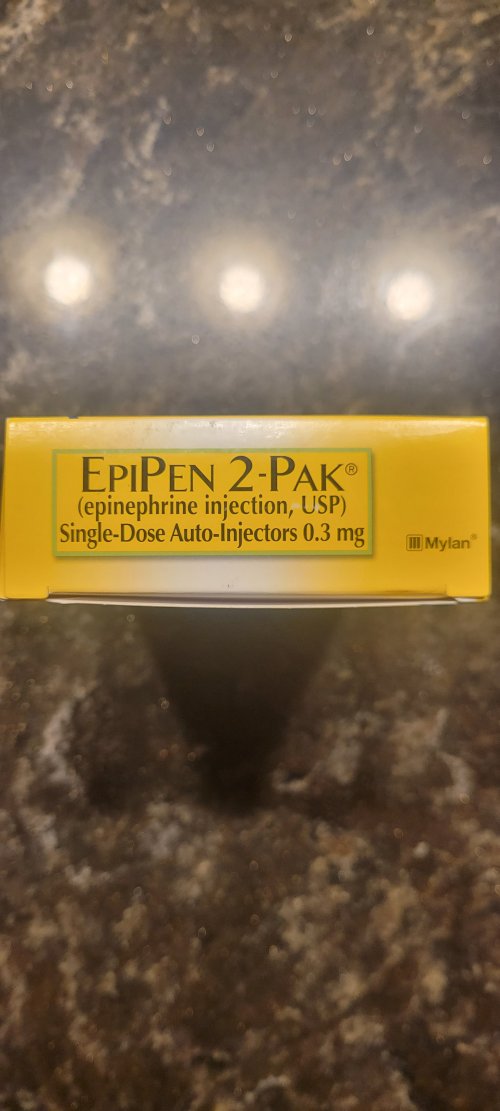 EPIPEN 2-PAK®
(epinephrine injection, USP)
Single-Dose Auto-Injectors 0.3 mg
Mylan®